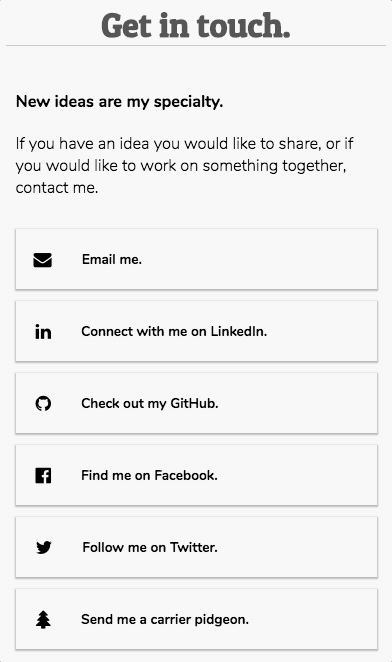 Get in touch.
New ideas are my specialty.
If you have an idea you would like to share, or if
you would like to work on something together,
contact me.
Email me.
Connect with me on LinkedIn.
Check out my GitHub.
Find me on Facebook.
Follow me on Twitter.
Send me a carrier pidgeon.